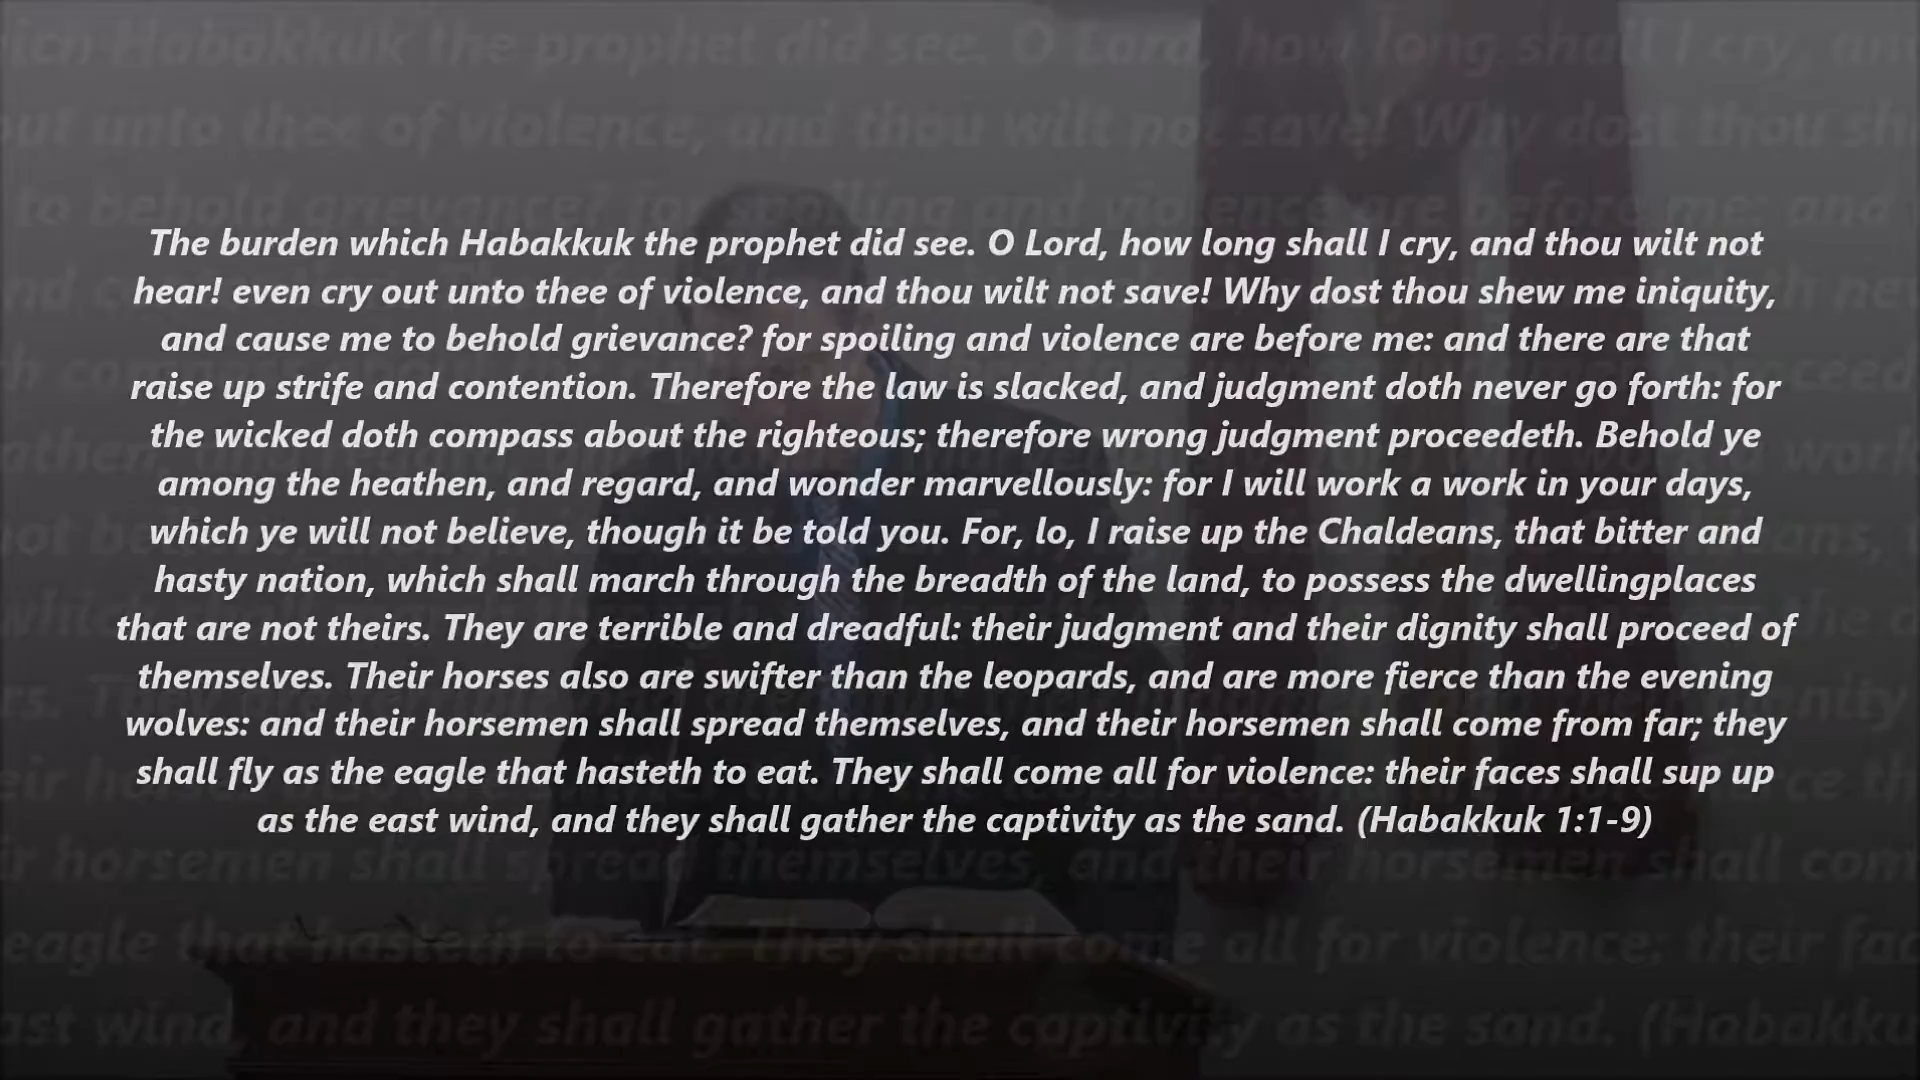 The burden which Habakkuk the prophet did see. O Lord, how long shall I cry, and thou wilt not
hear! even cry out unto thee of violence, and thou wilt not save! Why dost thou shew me iniquity,
and cause me to behold grievance? for spoiling and violence are before me: and there are that
raise up strife and contention. Therefore the law is slacked, and judgment doth never go forth: for
the wicked doth compass about the righteous; therefore wrong judgment proceedeth. Behold ye
among the heathen, and regard, and wonder marvellously: for I will work a work in your days,
which ye will not believe, though it be told you. For, lo, I raise up the Chaldeans, that bitter and
hasty nation, which shall march through the breadth of the land, to possess the dwellingplaces
that are not theirs. They are terrible and dreadful: their judgment and their dignity shall proceed of
themselves. Their horses also are swifter than the leopards, and are more fierce than the evening
wolves: and their horsemen shall spread themselves, and their horsemen shall come from far; they
shall fly as the eagle that hasteth to eat. They shall come all for violence: their faces shall sup up
as the east wind, and they shall gather the captivity as the sand. (Habakkuk 1:1-9)